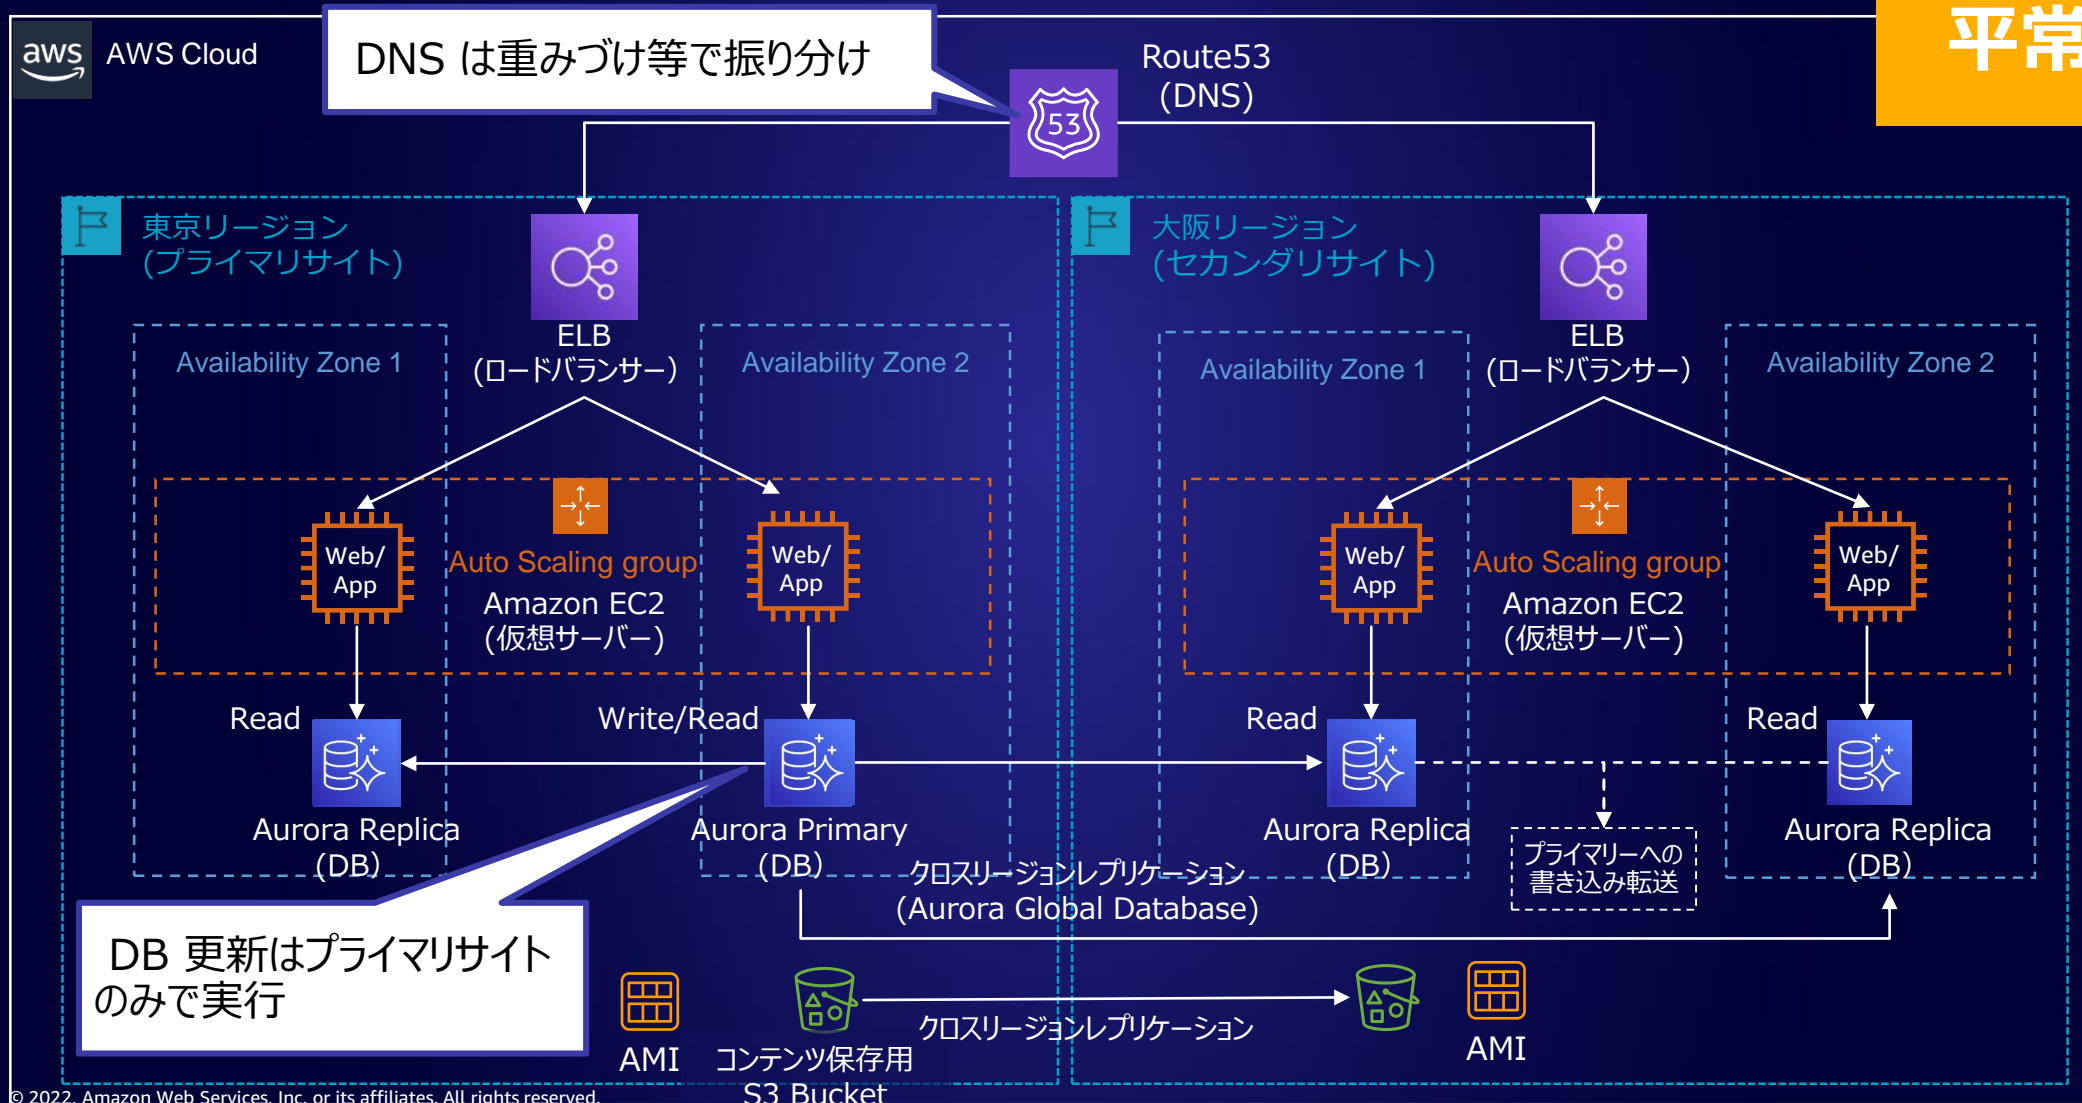 aws
AWS Cloud
DNS は重みづけ等で振り分け
Route53
(DNS)
平常
53
東京リージョン
(プライマリサイト)
大阪リージョン
(セカンダリサイト)
ELB
(ロードバランサー)
ELB
(ロードバランサー)
Availability Zone 1
Availability Zone 2
Availability Zone 1
Availability Zone 2
Web/
App
Auto Scaling group
Amazon EC2
(仮想サーバー)
Web/
App
Web/
App
Auto Scaling group
Amazon EC2
(仮想サーバー)
Web/
App
Read
Write/Read
Read
Read
Aurora Replica
(DB)
Aurora Primary
(DB)
Aurora Replica
(DB)
プライマリーへの
書き込み転送
Aurora Replica
(DB)
クロスリージョンレプリケーション
(Aurora Global Database)
DB 更新はプライマリサイト
のみで実行
AMI
コンテンツ保存用
S3 Bucket
クロスリージョンレプリケーション
AMI
© 2022, Amazon Web Services, Inc. or its affiliates. All rights reserved.